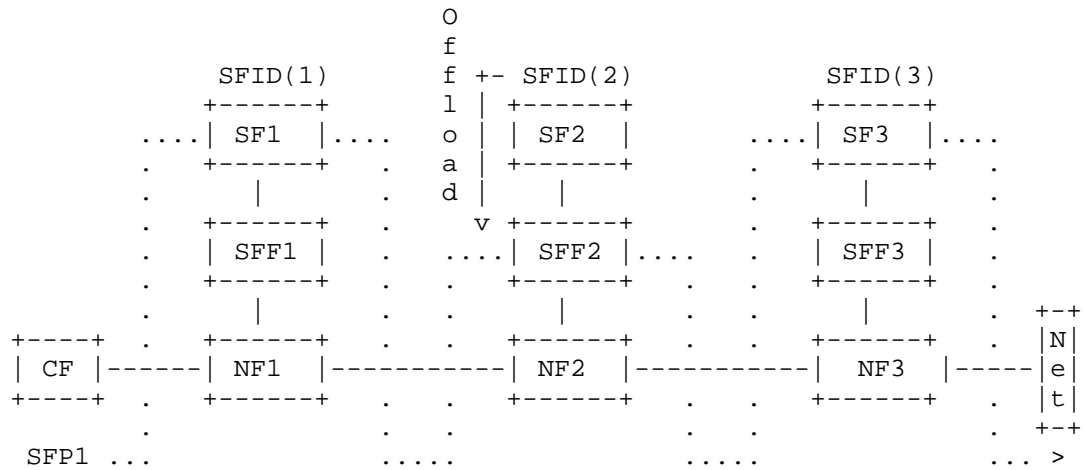 O
f
f
SFID(1) f +- SFID(2) SFID(3)
+------+ l | +------+ +------+
....| SF1 |.... o | | SF2 | ....| SF3 |....
. +------+ . a | +------+ . +------+ .
. | . d | | . | .
. +------+ . v +------+ . +------+ .
. | SFF1 | . ....| SFF2 |.... . | SFF3 | .
. +------+ . . +------+ . . +------+ .
. | . . | . . | . +-+
+----+ . +------+ . . +------+ . . +------+ . |N|
| CF |------| NF1 |-----------| NF2 |-----------| NF3 |-----|e|
+----+ . +------+ . . +------+ . . +------+ . |t|
. . . . . . +-+
SFP1 ... ..... ..... ... >